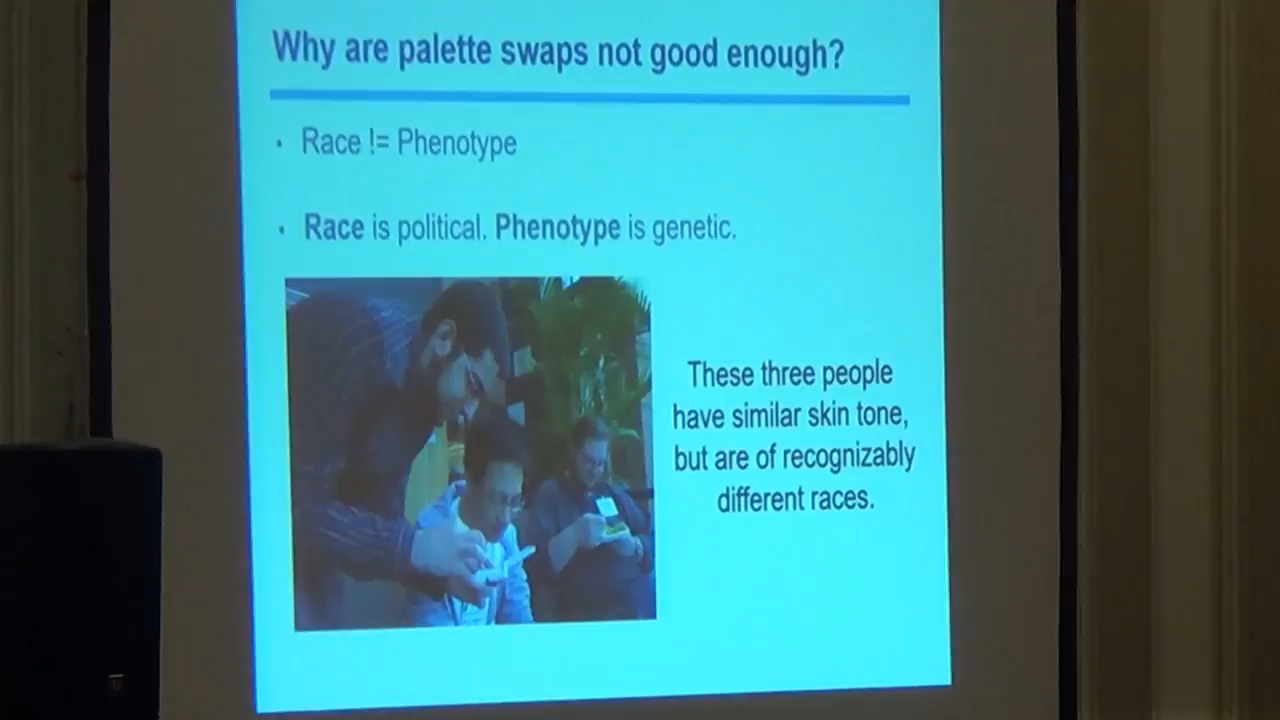 Why are palette swaps not good enough?
• Race != Phenotype
• Race is political. Phenotype is genetic.
These three people
have similar skin tone,
but are of recognizably
different races.